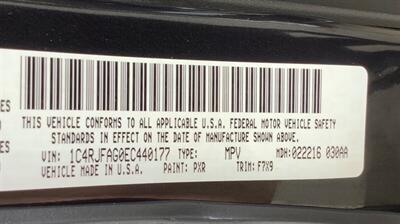 THIS VEHICLE CONFORMS TO ALL APPLICABLE U.S.A. FEDERAL MOTOR VEHICLE SAFETY
STANDARDS IN EFFECT ON THE DATE OF MANUFACTURE SHOWN ABOVE.
VIN: 1C4RJFAG0EC440177 TYPE: MPV MDH:022216 030AA
VEHICLE MADE IN U.S.A. PAINT: PXR TRIM: F7X9